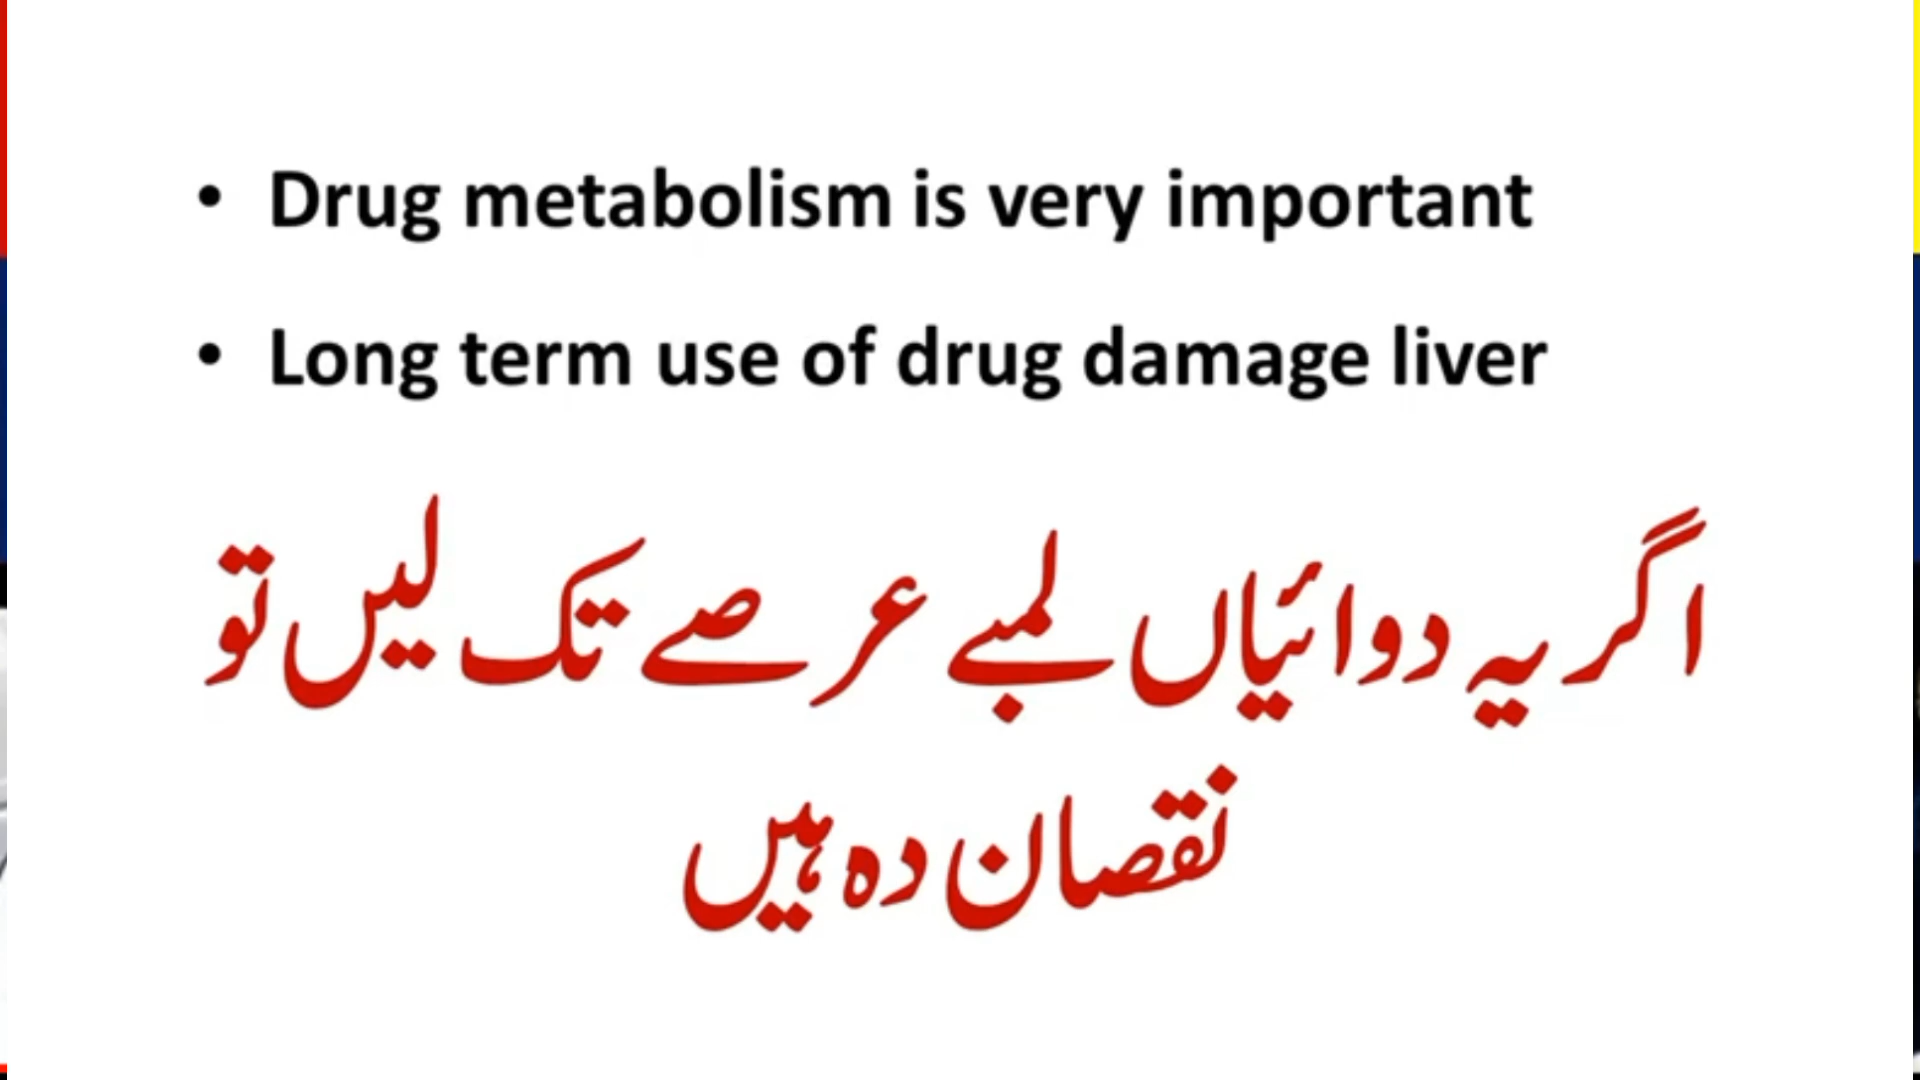 • Drug metabolism is very important
• Long term use of drug damage liver
اگر یہ دوائیاں لمبے عرصے تک لیں تو
نقصان دہ ہیں